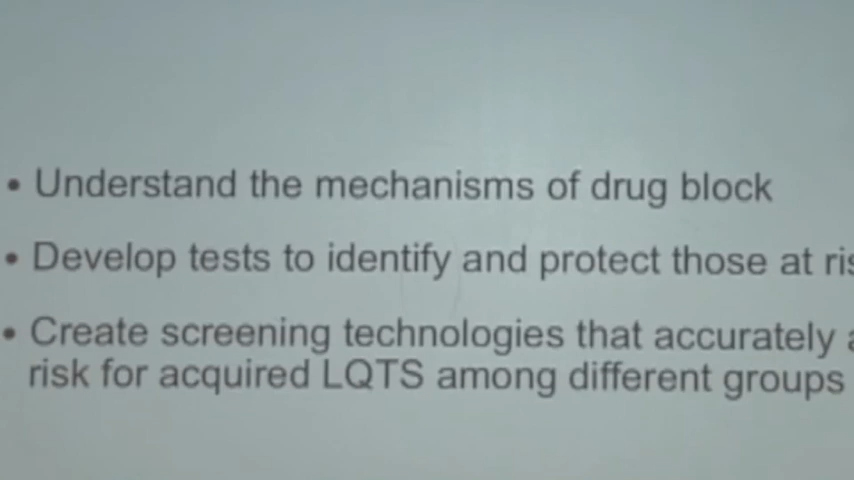 • Understand the mechanisms of drug block
• Develop tests to identify and protect those at
• Create screening technologies that accurately
risk for acquired LQTS among different groups